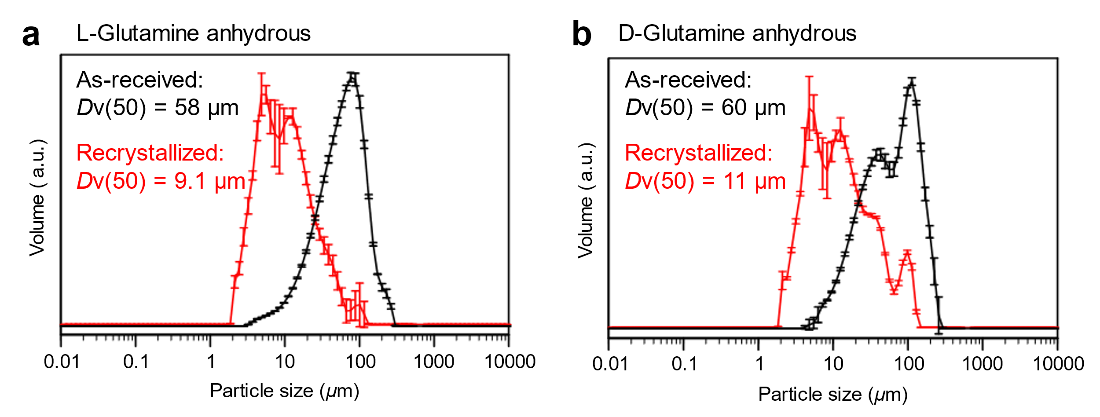 a
L-Glutamine anhydrous
As-received:
Dv(50) = 58 µm
Recrystallized:
Dv(50) = 9.1 µm
Volume ( a.u.)
0.01 0.1 1 10 100 1000 10000
Particle size (µm)
b
D-Glutamine anhydrous
As-received:
Dv(50) = 60 µm
Recrystallized:
Dv(50) = 11 µm
Volume ( a.u.)
0.01 0.1 1 10 100 1000 10000
Particle size (µm)